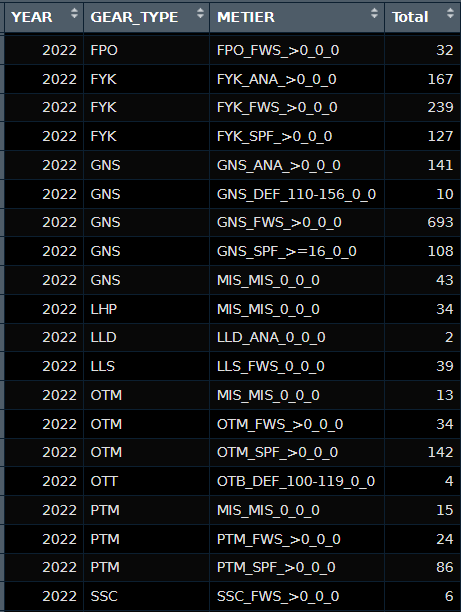 YEAR GEAR_TYPE METIER Total
2022 FPO FPO_FWS_>0_0_0 32
2022 FYK FYK_ANA_>0_0_0 167
2022 FYK FYK_FWS_>0_0_0 239
2022 FYK FYK_SPF_>0_0_0 127
2022 GNS GNS_ANA_>0_0_0 141
2022 GNS GNS_DEF_110-156_0_0 10
2022 GNS GNS_FWS_>0_0_0 693
2022 GNS GNS_SPF_>=16_0_0 108
2022 GNS MIS_MIS_0_0_0 43
2022 LHP MIS_MIS_0_0_0 34
2022 LLD LLD_ANA_0_0_0 2
2022 LLS LLS_FWS_0_0_0 39
2022 OTM MIS_MIS_0_0_0 13
2022 OTM OTM_FWS_>0_0_0 34
2022 OTM OTM_SPF_>0_0_0 142
2022 OTT OTB_DEF_100-119_0_0 4
2022 PTM MIS_MIS_0_0_0 15
2022 PTM PTM_FWS_>0_0_0 24
2022 PTM PTM_SPF_>0_0_0 86
2022 SSC SSC_FWS_>0_0_0 6